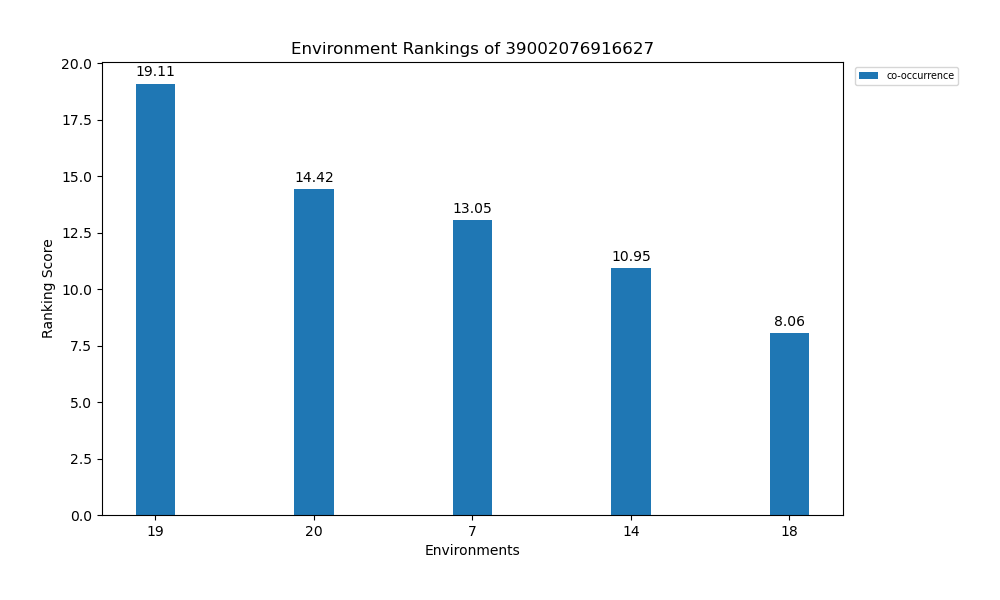 Environment Rankings of 39002076916627
co-occurrence
Ranking Score
20.0
17.5
15.0
12.5
10.0
7.5
5.0
2.5
0.0
19.11
14.42
13.05
10.95
8.06
19 20 7 14 18
Environments